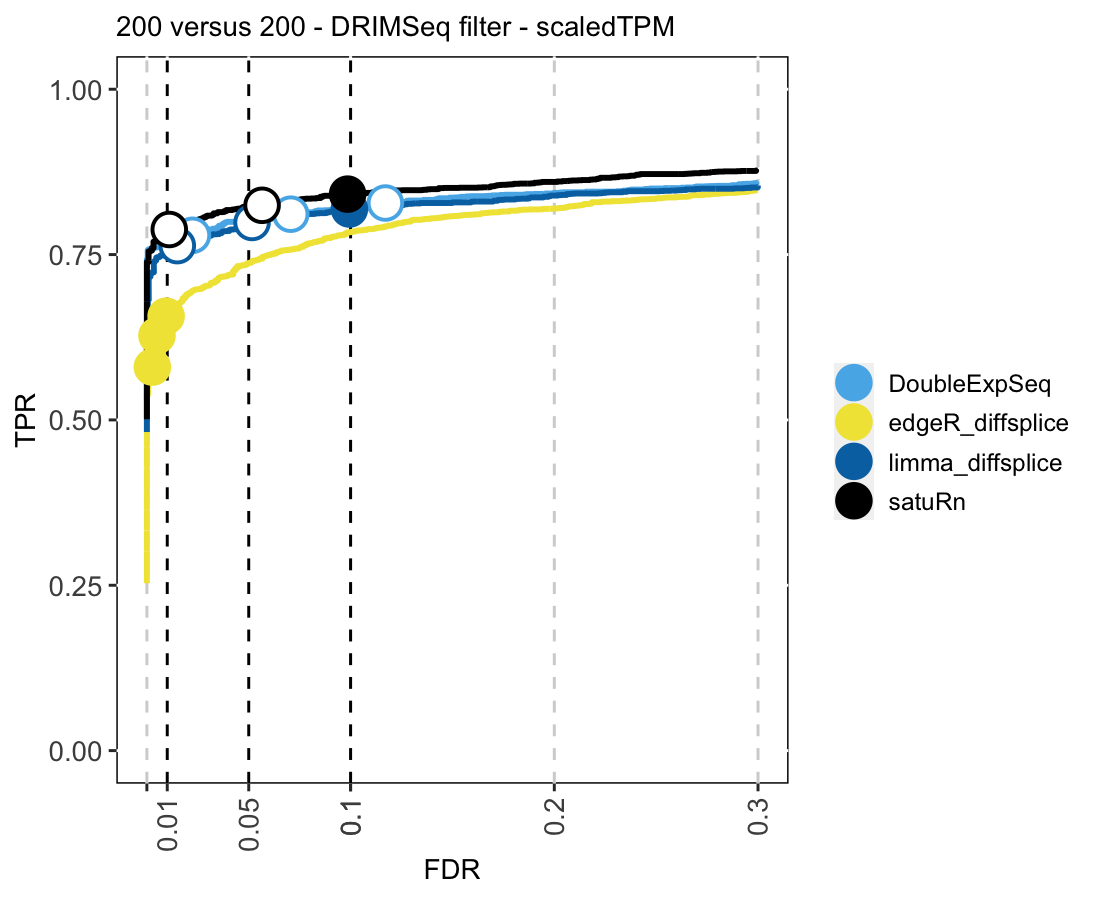 200 versus 200 - DRIMSeq filter - scaledTPM
1.00
0.75
0.50
0.25
0.00
TPR
0.01
0.05
0.1
0.2
0.3
FDR
DoubleExpSeq
edgeR_diffsplice
limma_diffsplice
satuRn